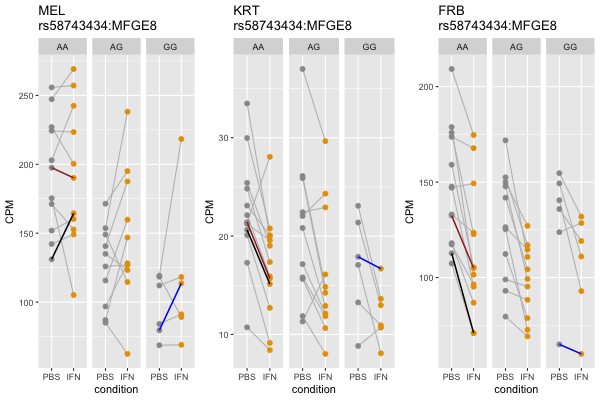 MEL
rs58743434:MFGE8
AA AG GG
CPM
250
200
150
100
PBS IFN PBS IFN PBS IFN
condition
KRT
rs58743434:MFGE8
AA AG GG
CPM
30
20
10
PBS IFN PBS IFN PBS IFN
condition
FRB
rs58743434:MFGE8
AA AG GG
CPM
200
150
100
PBS IFN PBS IFN PBS IFN
condition